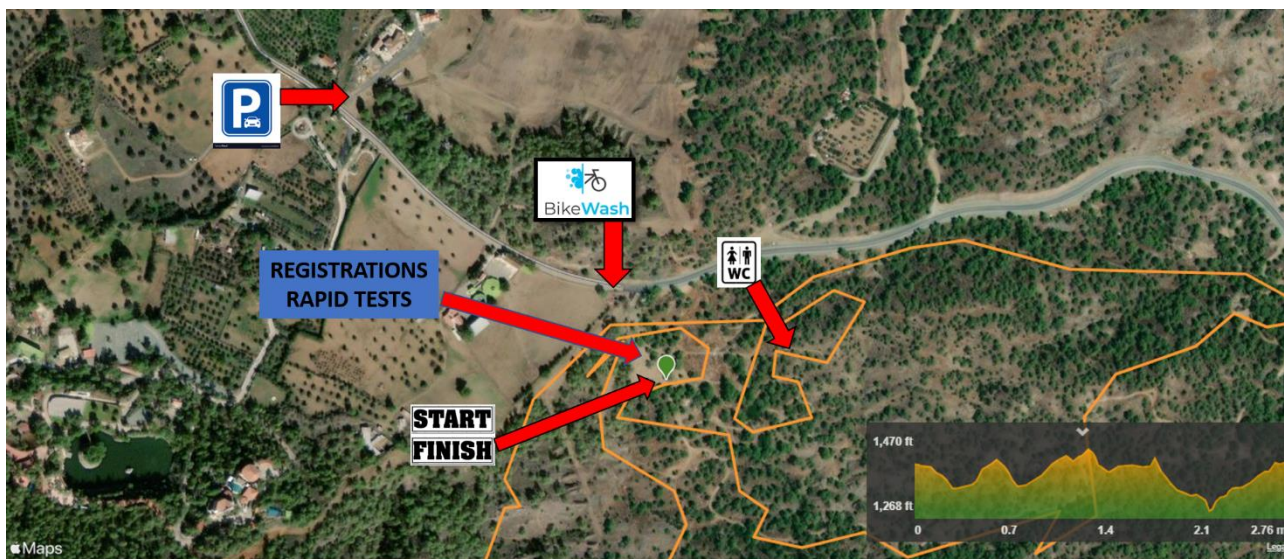 P
BikeWash
REGISTRATIONS
RAPID TESTS
WC
START
FINISH
1,470 ft
1,268 ft
0 0.7 1.4 2.1 2.76 m
Maps